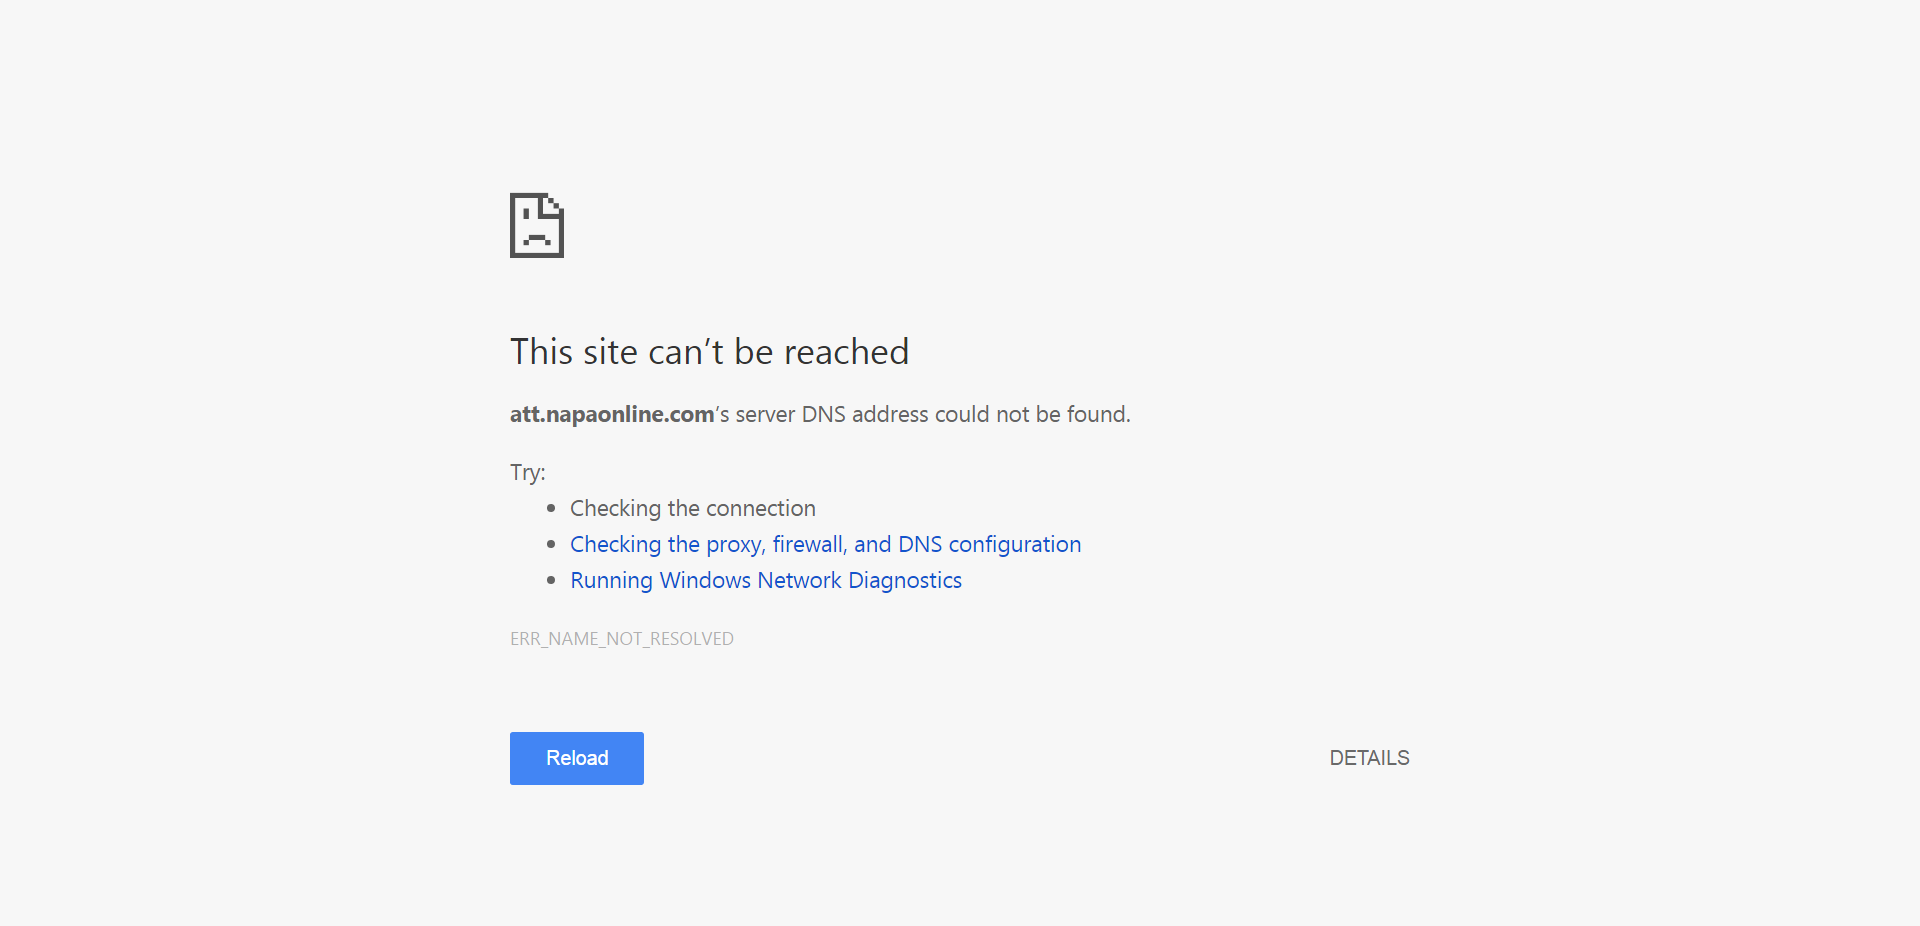 This site can’t be reached
att.napaonline.com’s server DNS address could not be found.
Try:
Checking the connection
Checking the proxy, firewall, and DNS configuration
Running Windows Network Diagnostics
ERR_NAME_NOT_RESOLVED
Reload
DETAILS